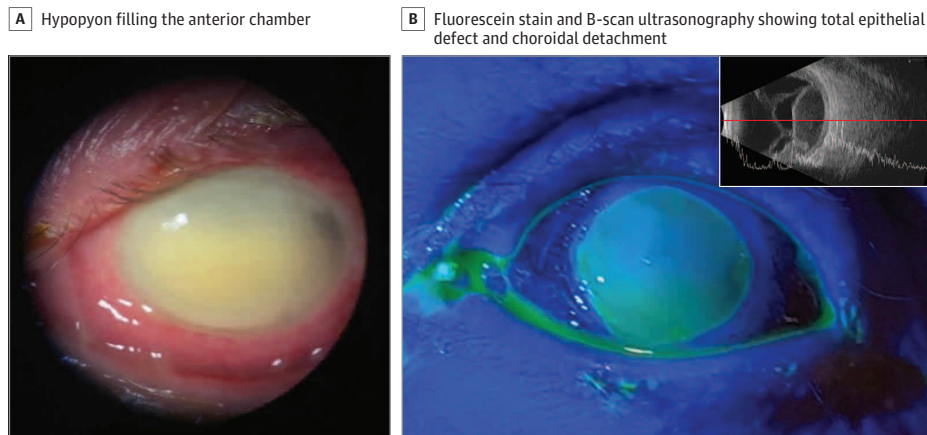 A Hypopyon filling the anterior chamber
B Fluorescein stain and B-scan ultrasonography showing total epithelial
defect and choroidal detachment